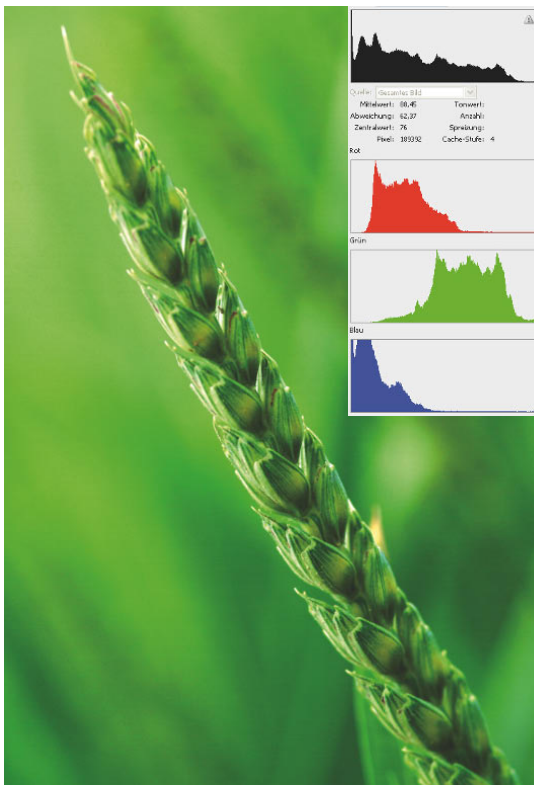 Quelle: Gesamtes Bild
Mittelwert: 88,45 Tonwert:
Abweichung: 62,37 Anzahl:
Zentralwert: 76 Spreizung:
Pixel: 189392 Cache-Stufe: 4
Rot
Grün
Blau